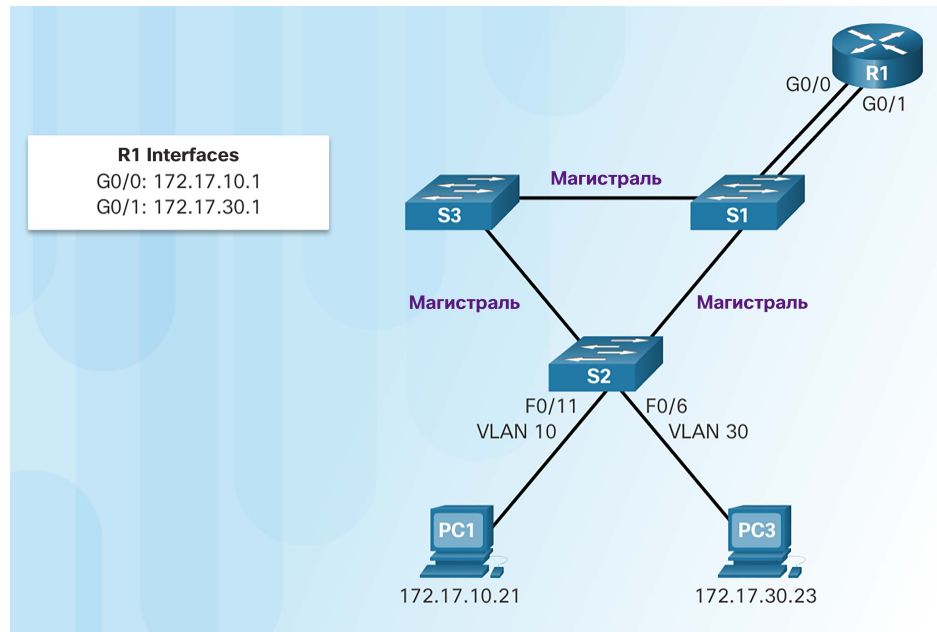 R1
G0/0
G0/1
R1 Interfaces
G0/0: 172.17.10.1
G0/1: 172.17.30.1
Магистраль
S3
S1
Магистраль
Магистраль
S2
F0/11
F0/6
VLAN 10
VLAN 30
PC1
PC3
172.17.10.21
172.17.30.23